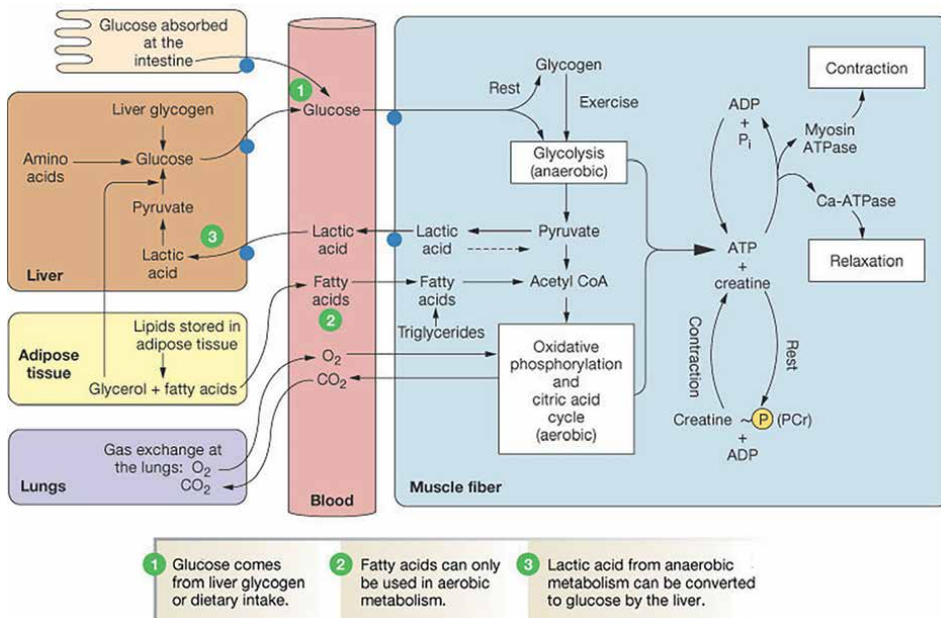 Glucose absorbed
at the
intestine
Liver glycogen
Amino
acids
Glucose
Pyruvate
Lactic
acid
3
Liver
Lipids stored in
adipose tissue
Adipose
tissue
Glycerol + fatty acids
Gas exchange at
the lungs: O2
CO2
Lungs
1
Glucose
Lactic
acid
Fatty
acids
2
O2
CO2
Blood
Glycogen
Rest
Exercise
Glycolysis
(anaerobic)
Lactic
acid
Pyruvate
Fatty
acids
Acetyl CoA
Triglycerides
Oxidative
phosphorylation
and
citric acid
cycle
(aerobic)
Muscle fiber
Contraction
ADP
+
Pi
Myosin
ATPase
Ca-ATPase
Relaxation
ATP
+
creatine
Contraction
Rest
Creatine ~ P (PCr)
+
ADP
1 Glucose comes
from liver glycogen
or dietary intake.
2 Fatty acids can only
be used in aerobic
metabolism.
3 Lactic acid from anaerobic
metabolism can be converted
to glucose by the liver.